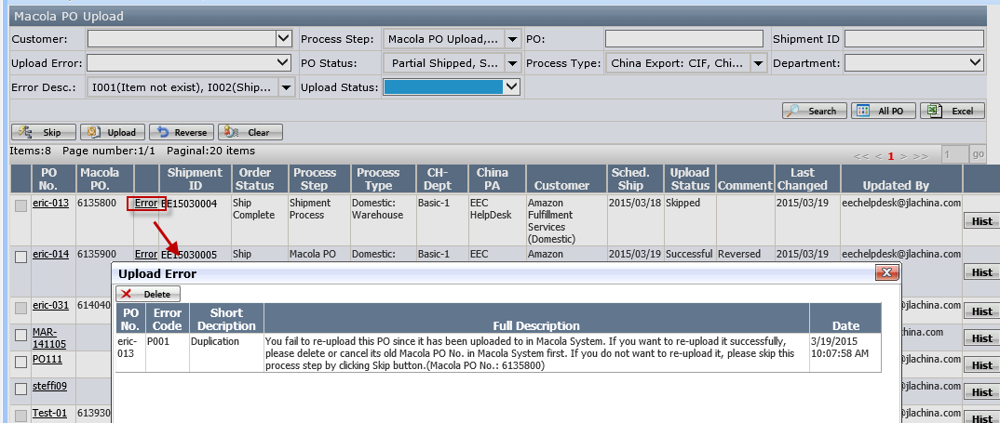 Macola PO Upload
Customer: Process Step: Macola PO Upload,... PO: Shipment ID
Upload Error: PO Status: Partial Shipped, S... Process Type: China Export: CIF, Chi... Department:
Error Desc.: I001(Item not exist), I002(Ship... Upload Status:
Search All PO Excel
Skip Upload Reverse Clear
Items:8 Page number:1/1 Paginal:20 items
<< < 1 > >> 1 go
PO No. Macola PO. Shipment ID Order Status Process Step Process Type CH-Dept China PA Customer Sched. Ship Upload Status Comment Last Changed Updated By
eric-013 6135800 Error EE15030004 Ship Complete Shipment Process Domestic: Warehouse Basic-1 EEC HelpDesk Amazon Fulfillment Services (Domestic) 2015/03/18 Skipped 2015/03/19 eechelpdesk@jlachina.com Hist
eric-014 6135900 Error EE15030005 Ship Macola PO Domestic: Basic-1 EEC Amazon 2015/03/19 Successful Reversed 2015/03/19 eechelpdesk@jlachina.com Hist
Upload Error
Delete
PO No. Error Code Short Decription Full Description Date
eric-013 P001 Duplication You fail to re-upload this PO since it has been uploaded to in Macola System. If you want to re-upload it successfully,
please delete or cancel its old Macola PO No. in Macola System first. If you do not want to re-upload it, please skip this
process step by clicking Skip button.(Macola PO No.: 6135800)
3/19/2015
10:07:58 AM
eric-031 614040 @jlachina.com Hist
MAR-141105 china.com Hist
PO111 @jlachina.com Hist
steffi09 @jlachina.com Hist
Test-01 613930 @jlachina.com Hist